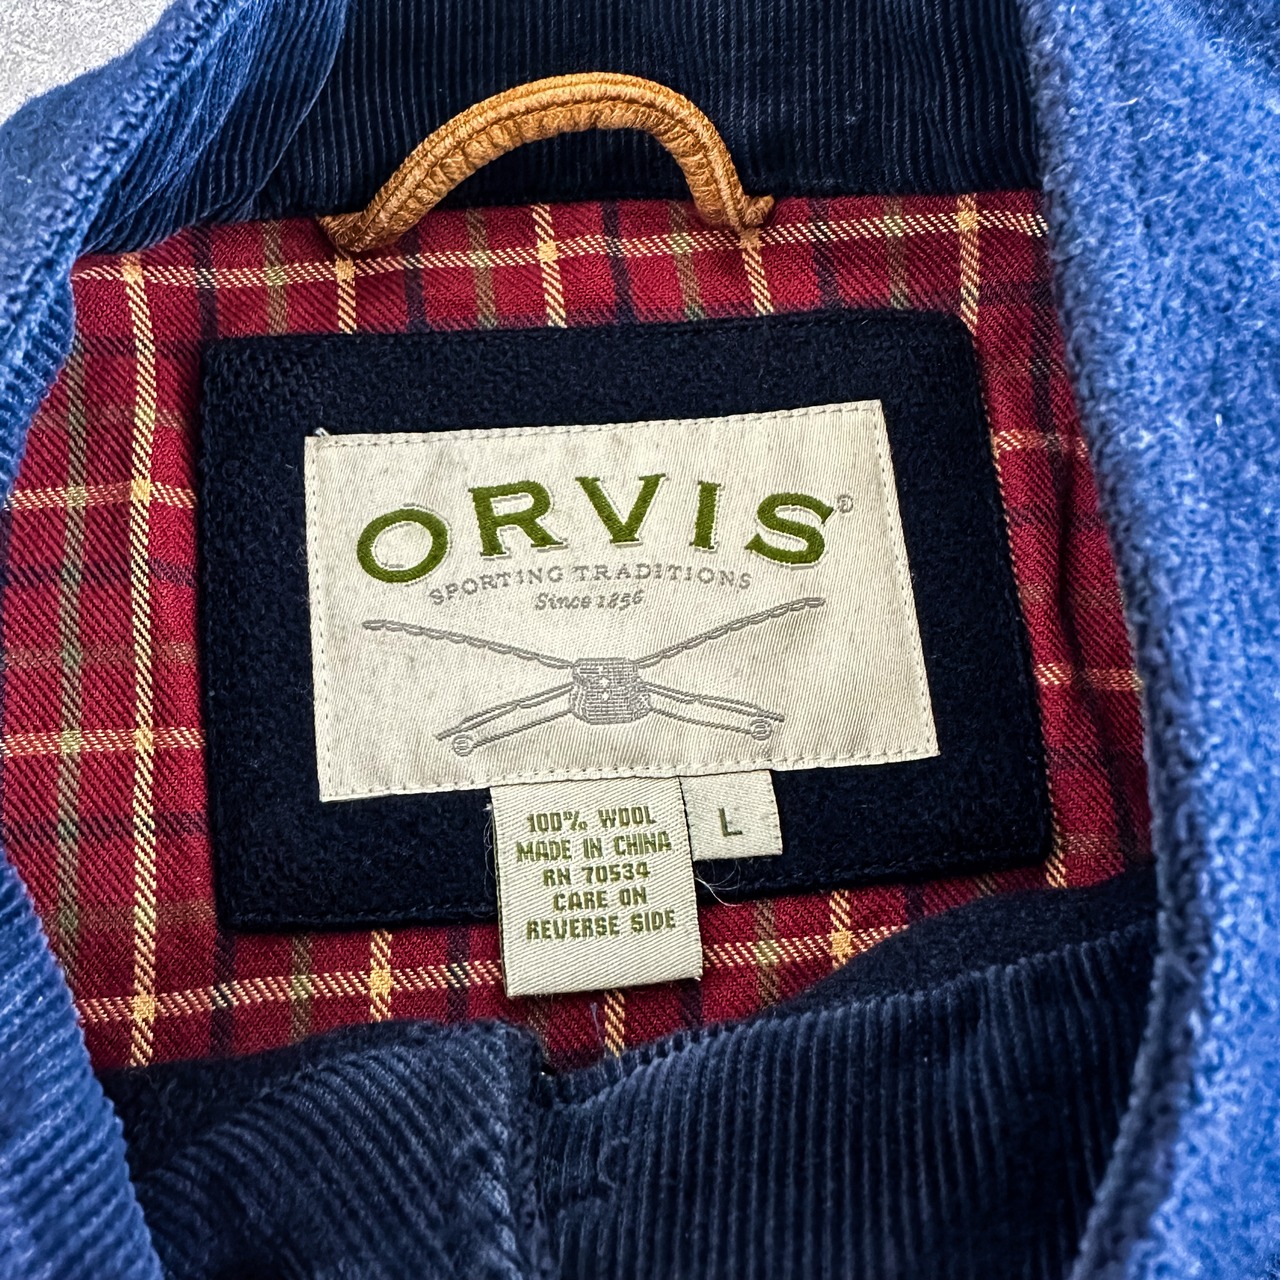 ORVIS®
SPORTING TRADITIONS
Since 1856
100% WOOL
MADE IN CHINA
RN 70534
CARE ON
REVERSE SIDE
L